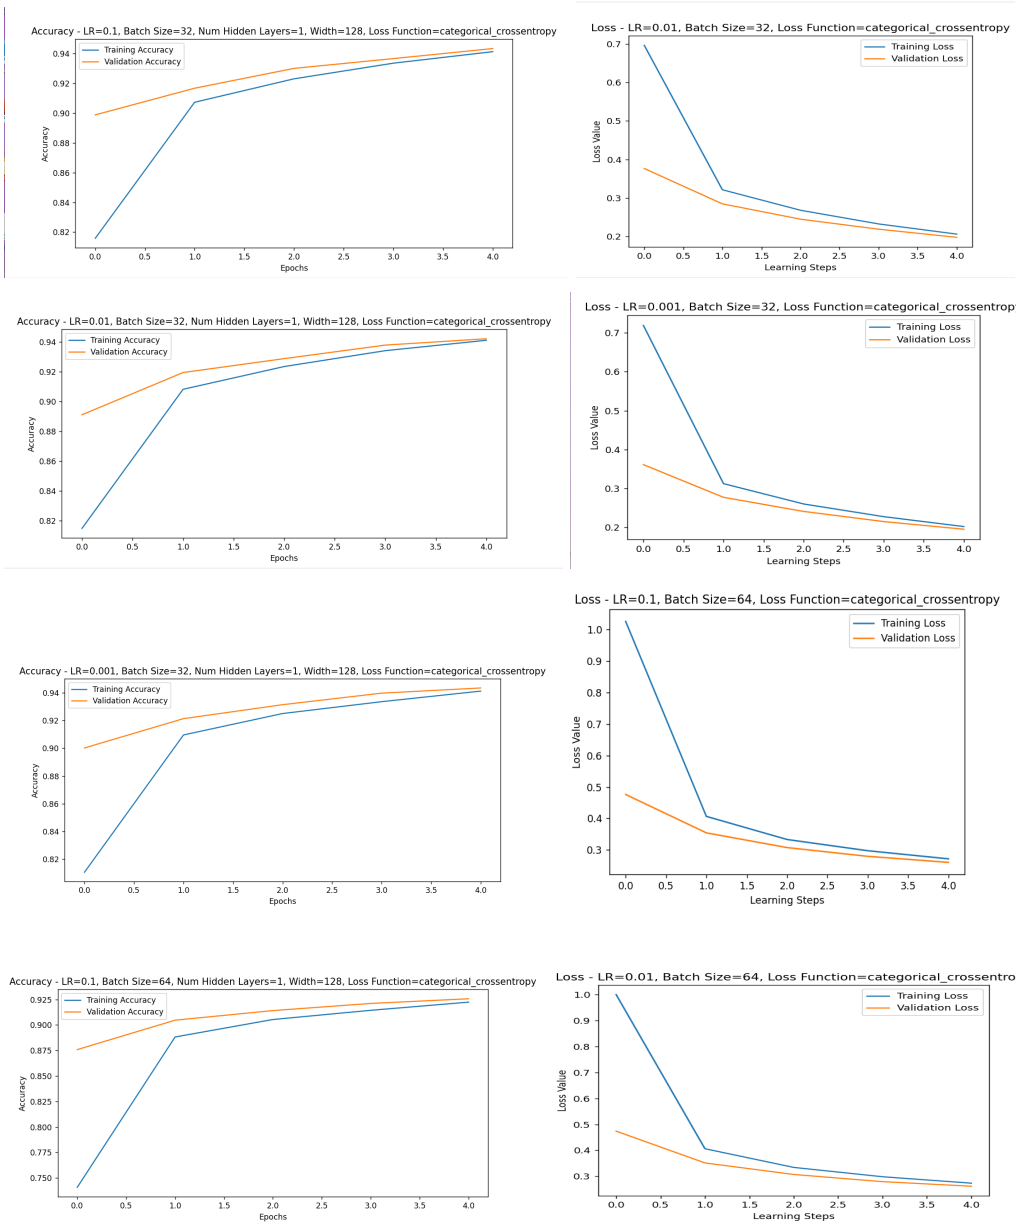 Accuracy - LR=0.1, Batch Size=32, Num Hidden Layers=1, Width=128, Loss Function=categorical_crossentropy
Training Accuracy
Validation Accuracy
0.94
0.92
0.90
0.88
0.86
0.84
0.82
Accuracy
0.0 0.5 1.0 1.5 2.0 2.5 3.0 3.5 4.0
Epochs
Loss - LR=0.01, Batch Size=32, Loss Function=categorical_crossentropy
Training Loss
Validation Loss
0.7
0.6
0.5
0.4
0.3
0.2
Loss Value
0.0 0.5 1.0 1.5 2.0 2.5 3.0 3.5 4.0
Learning Steps
Accuracy - LR=0.01, Batch Size=32, Num Hidden Layers=1, Width=128, Loss Function=categorical_crossentropy
Training Accuracy
Validation Accuracy
0.94
0.92
0.90
0.88
0.86
0.84
0.82
Accuracy
0.0 0.5 1.0 1.5 2.0 2.5 3.0 3.5 4.0
Epochs
Loss - LR=0.001, Batch Size=32, Loss Function=categorical_crossentropy
Training Loss
Validation Loss
0.7
0.6
0.5
0.4
0.3
0.2
Loss Value
0.0 0.5 1.0 1.5 2.0 2.5 3.0 3.5 4.0
Learning Steps
Accuracy - LR=0.001, Batch Size=32, Num Hidden Layers=1, Width=128, Loss Function=categorical_crossentropy
Training Accuracy
Validation Accuracy
0.94
0.92
0.90
0.88
0.86
0.84
0.82
Accuracy
0.0 0.5 1.0 1.5 2.0 2.5 3.0 3.5 4.0
Epochs
Loss - LR=0.1, Batch Size=64, Loss Function=categorical_crossentropy
Training Loss
Validation Loss
1.0
0.9
0.8
0.7
0.6
0.5
0.4
0.3
Loss Value
0.0 0.5 1.0 1.5 2.0 2.5 3.0 3.5 4.0
Learning Steps
Accuracy - LR=0.1, Batch Size=64, Num Hidden Layers=1, Width=128, Loss Function=categorical_crossentropy
Training Accuracy
Validation Accuracy
0.925
0.900
0.875
0.850
0.825
0.800
0.775
0.750
Accuracy
0.0 0.5 1.0 1.5 2.0 2.5 3.0 3.5 4.0
Epochs
Loss - LR=0.01, Batch Size=64, Loss Function=categorical_crossentro
Training Loss
Validation Loss
1.0
0.9
0.8
0.7
0.6
0.5
0.4
0.3
Loss Value
0.0 0.5 1.0 1.5 2.0 2.5 3.0 3.5 4.0
Learning Steps